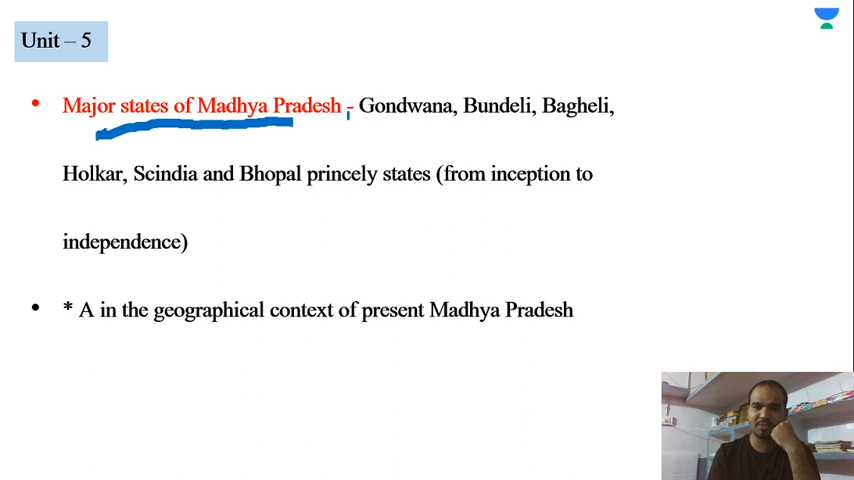 Unit – 5
• Major states of Madhya Pradesh - Gondwana, Bundeli, Bagheli,
Holkar, Scindia and Bhopal princely states (from inception to
independence)
• * A in the geographical context of present Madhya Pradesh